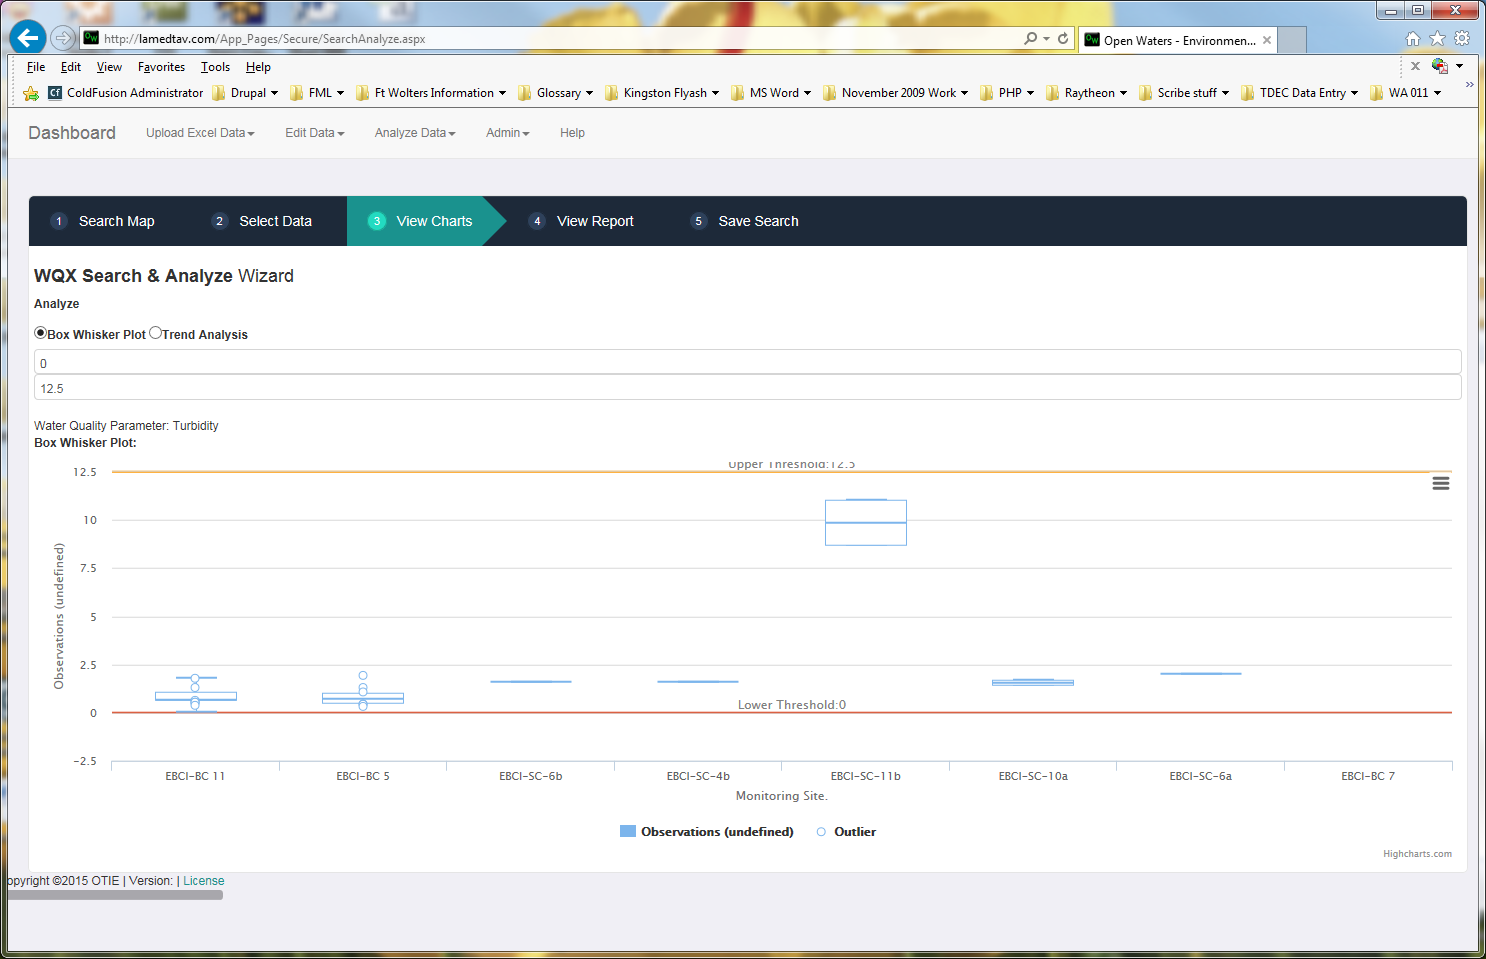 http://lamedtav.com/App_Pages/Secure/SearchAnalyze.aspx
Open Waters - Environmen...
File Edit View Favorites Tools Help
ColdFusion Administrator Drupal FML Ft Wolters Information Glossary Kingston Flyash MS Word November 2009 Work PHP Raytheon Scribe stuff TDEC Data Entry WA 011
Dashboard Upload Excel Data Edit Data Analyze Data Admin Help
1 Search Map 2 Select Data 3 View Charts 4 View Report 5 Save Search
WQX Search & Analyze Wizard
Analyze
Box Whisker Plot Trend Analysis
0
12.5
Water Quality Parameter: Turbidity
Box Whisker Plot:
Upper Threshold:12.5
12.5
10
7.5
5
2.5
0
-2.5
Observations (undefined)
Lower Threshold:0
EBCI-BC 11 EBCI-BC 5 EBCI-SC-6b EBCI-SC-4b EBCI-SC-11b EBCI-SC-10a EBCI-SC-6a EBCI-BC 7
Monitoring Site.
Observations (undefined) Outlier
Highcharts.com
opyright ©2015 OTIE | Version: | License